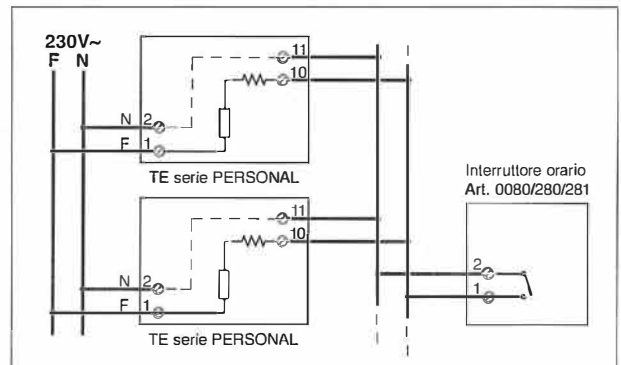 230V~
F N
11
10
N 2
F 1
TE serie PERSONAL
Interruttore orario
Art. 0080/280/281
11
10
2
1
N 2
F 1
TE serie PERSONAL